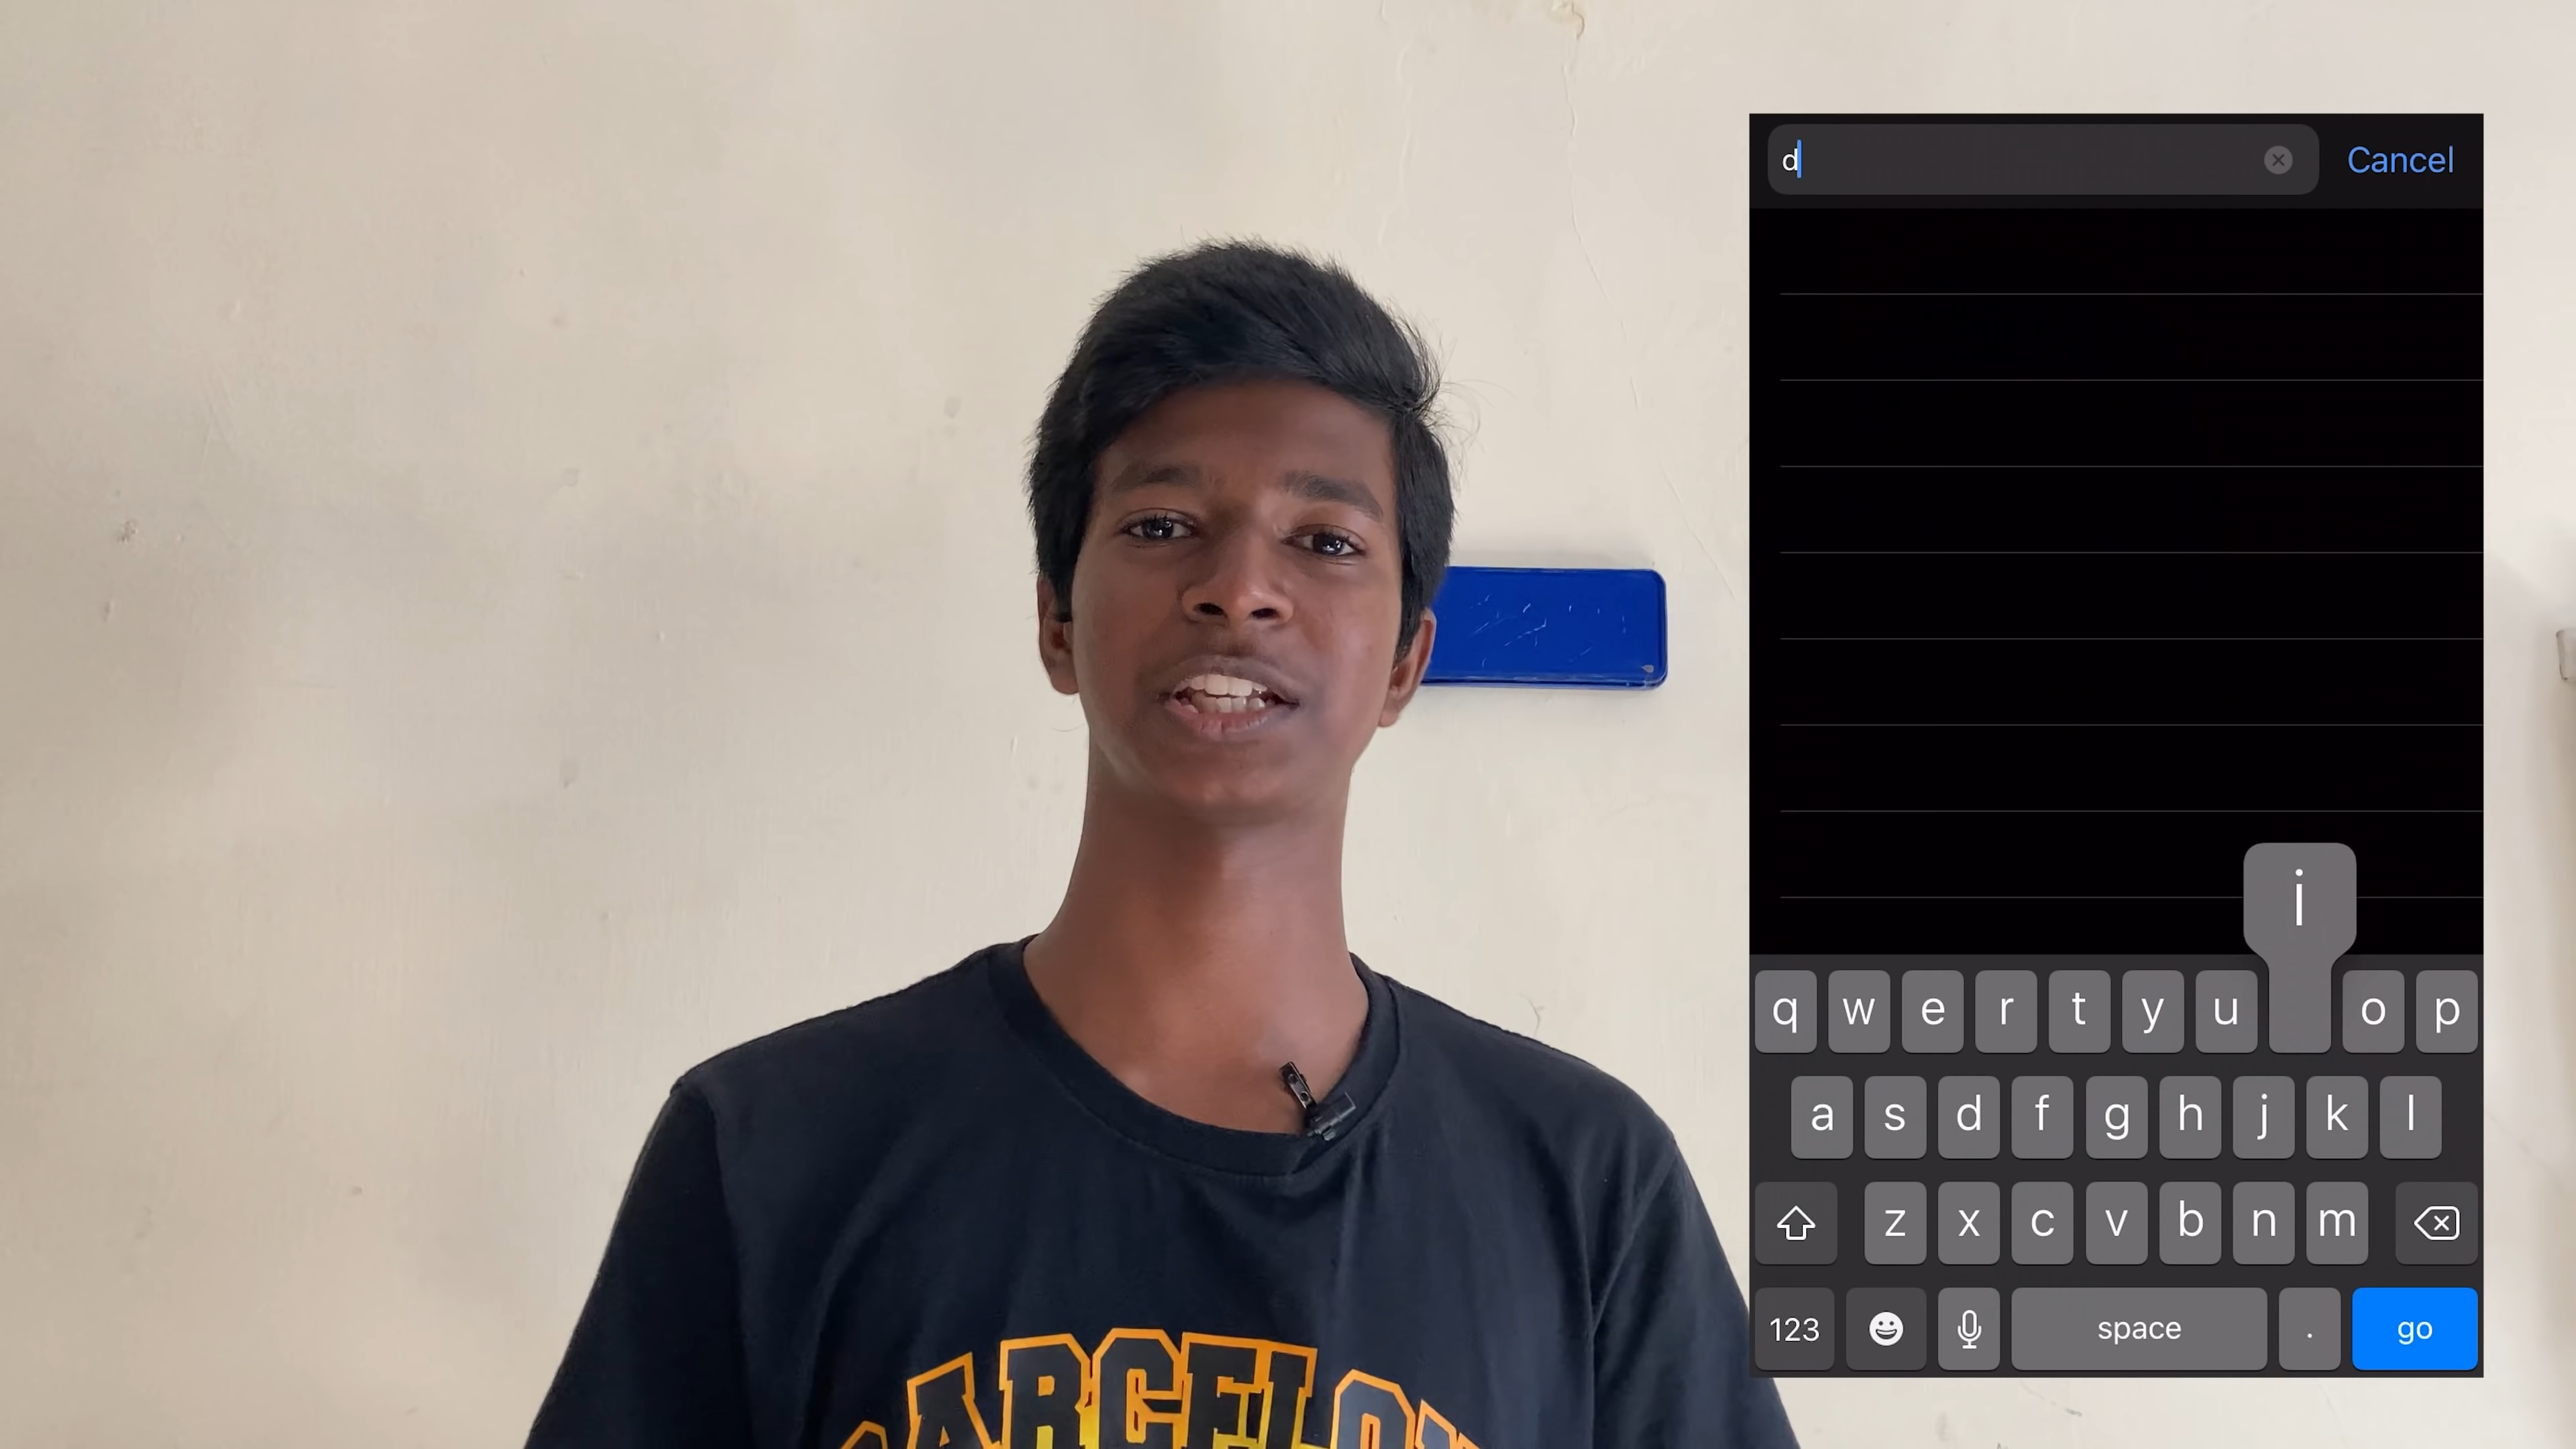 d
Cancel
i
q w e r t y u o p
a s d f g h j k l
z x c v b n m
123
space
.
go
ARCELO